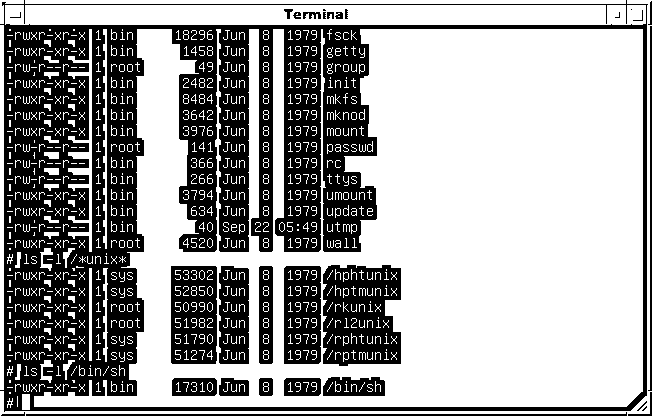 Terminal
-rwxr-xr-x 1 bin 18296 Jun 8 1979 fsck
-rwxr-xr-x 1 bin 1458 Jun 8 1979 getty
-rw-r--r-- 1 root 49 Jun 8 1979 group
-rwxr-xr-x 1 bin 2482 Jun 8 1979 init
-rwxr-xr-x 1 bin 8484 Jun 8 1979 mkfs
-rwxr-xr-x 1 bin 3642 Jun 8 1979 mknod
-rwxr-xr-x 1 bin 3976 Jun 8 1979 mount
-rw-r--r-- 1 root 141 Jun 8 1979 passwd
-rw-r--r-- 1 bin 366 Jun 8 1979 rc
-rw-r--r-- 1 bin 266 Jun 8 1979 ttys
-rwxr-xr-x 1 bin 3794 Jun 8 1979 umount
-rwxr-xr-x 1 bin 634 Jun 8 1979 update
-rw-r--r-- 1 bin 40 Sep 22 05:49 utmp
-rwxr-xr-x 1 root 4520 Jun 8 1979 wall
# ls -l /*unix*
-rwxr-xr-x 1 sys 53302 Jun 8 1979 /hphtunix
-rwxr-xr-x 1 sys 52850 Jun 8 1979 /hptmunix
-rwxr-xr-x 1 root 50990 Jun 8 1979 /rkunix
-rwxr-xr-x 1 root 51982 Jun 8 1979 /rl2unix
-rwxr-xr-x 1 sys 51790 Jun 8 1979 /rphtunix
-rwxr-xr-x 1 sys 51274 Jun 8 1979 /rptmunix
# ls -l /bin/sh
-rwxr-xr-x 1 bin 17310 Jun 8 1979 /bin/sh
#